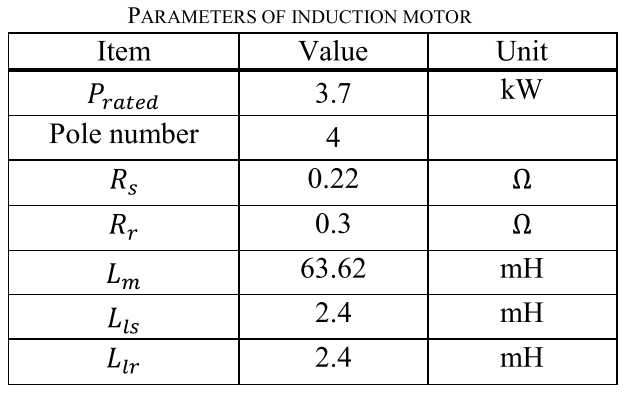 PARAMETERS OF INDUCTION MOTOR
Item Value Unit
P_rated 3.7 kW
Pole number 4
R_s 0.22 Ω
R_r 0.3 Ω
L_m 63.62 mH
L_ls 2.4 mH
L_lr 2.4 mH